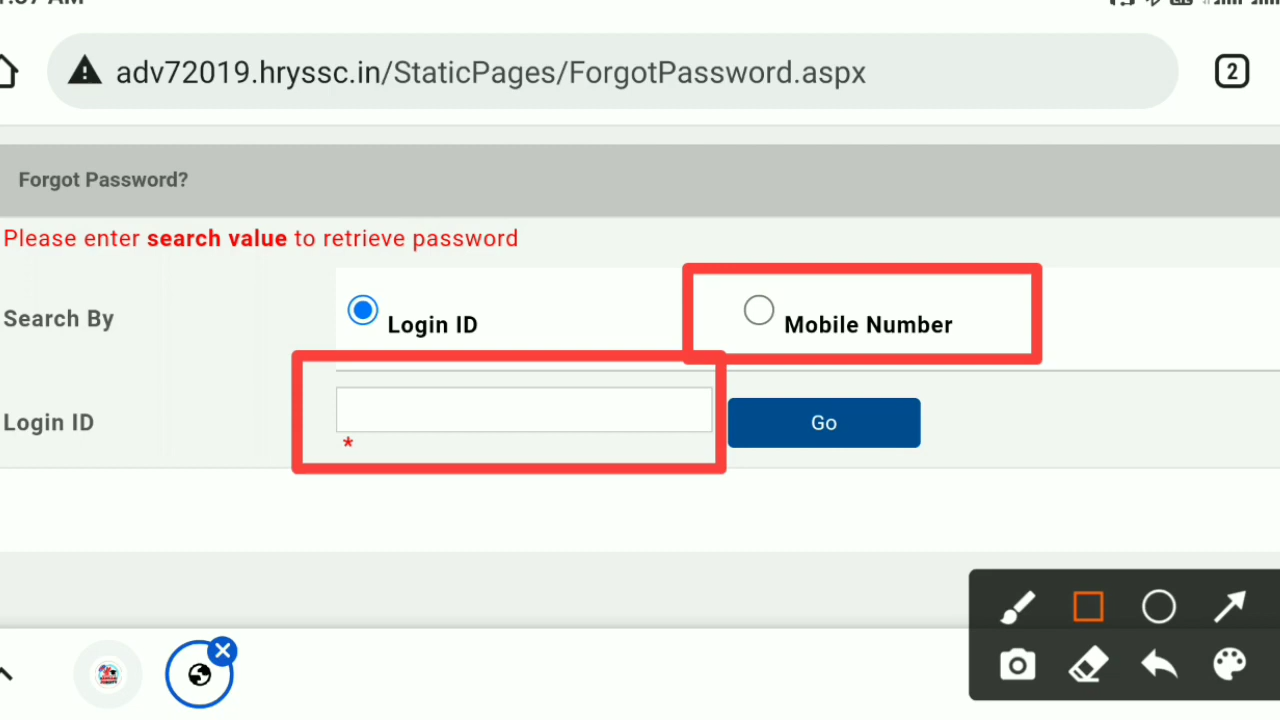 adv72019.hryssc.in/StaticPages/ForgotPassword.aspx
2
Forgot Password?
Please enter search value to retrieve password
Search By
Login ID
Mobile Number
Login ID
Go
*